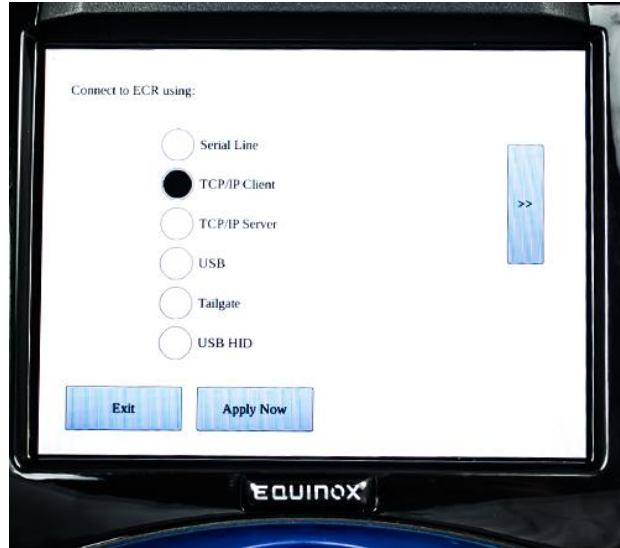 Connect to ECR using:
Serial Line
TCP/IP Client
TCP/IP Server
>>
USB
Tailgate
USB HID
Exit
Apply Now
EQUINOX